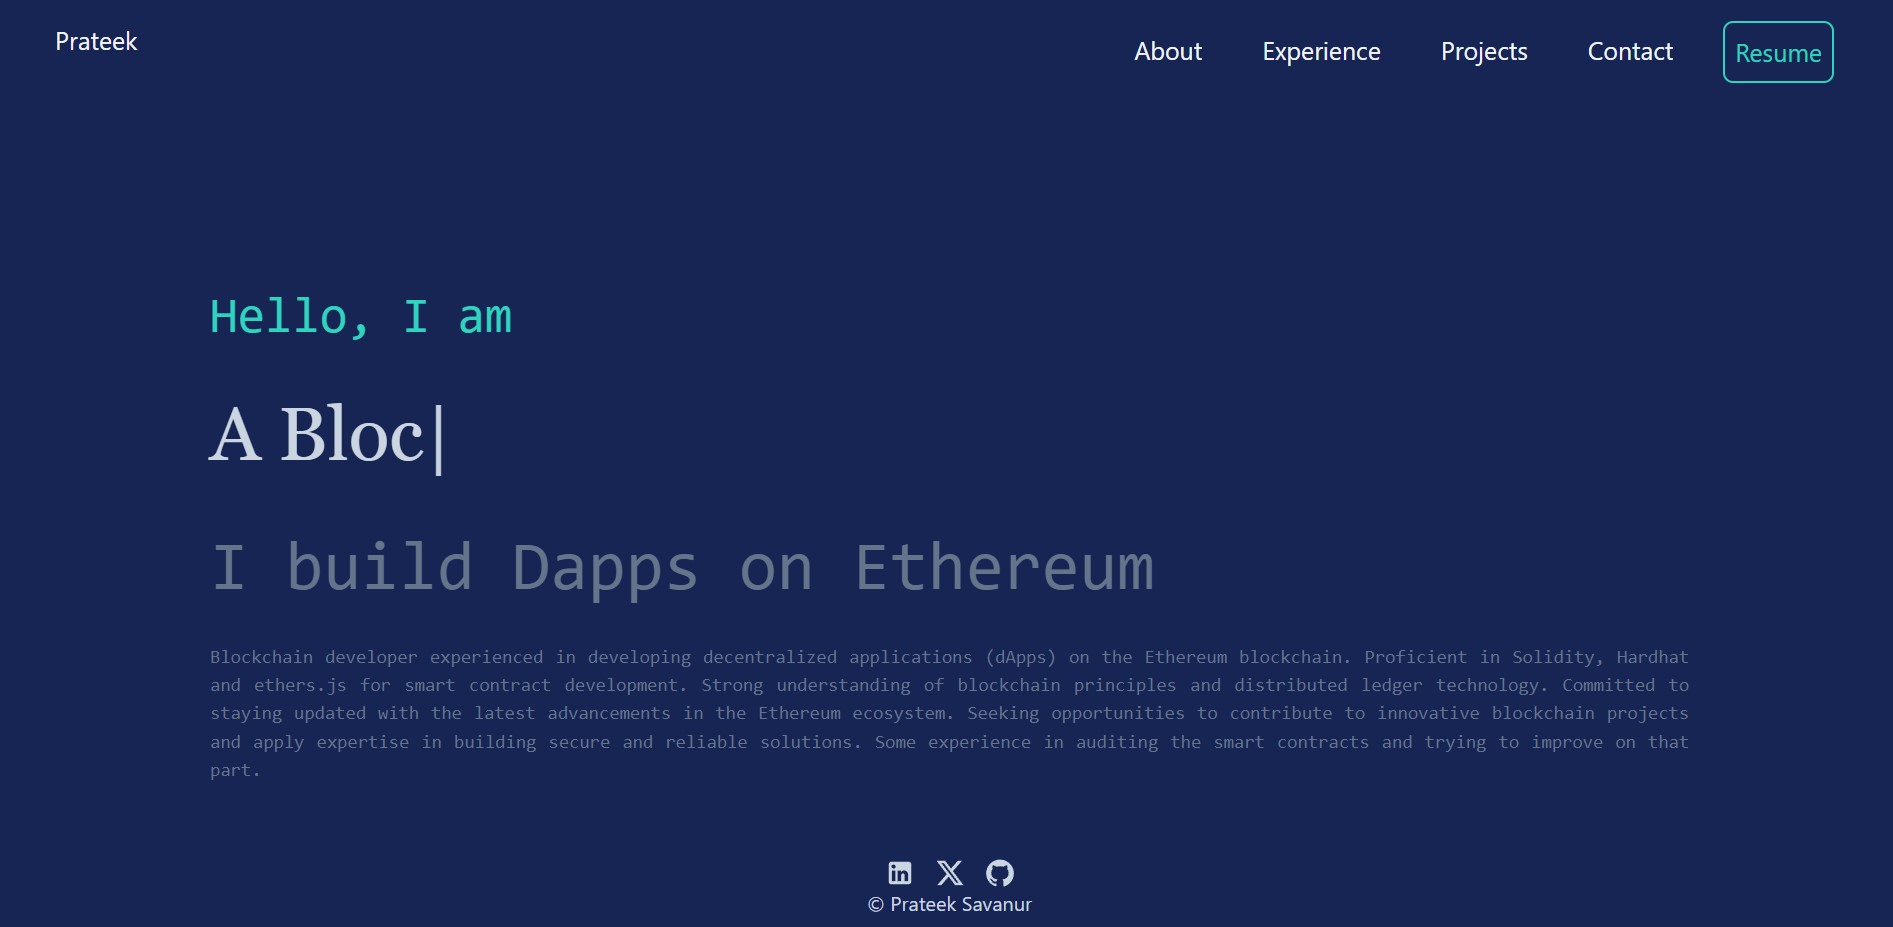 Prateek
About Experience Projects Contact Resume
Hello, I am
A Bloc|
I build Dapps on Ethereum
Blockchain developer experienced in developing decentralized applications (dApps) on the Ethereum blockchain. Proficient in Solidity, Hardhat
and ethers.js for smart contract development. Strong understanding of blockchain principles and distributed ledger technology. Committed to
staying updated with the latest advancements in the Ethereum ecosystem. Seeking opportunities to contribute to innovative blockchain projects
and apply expertise in building secure and reliable solutions. Some experience in auditing the smart contracts and trying to improve on that
part.
© Prateek Savanur